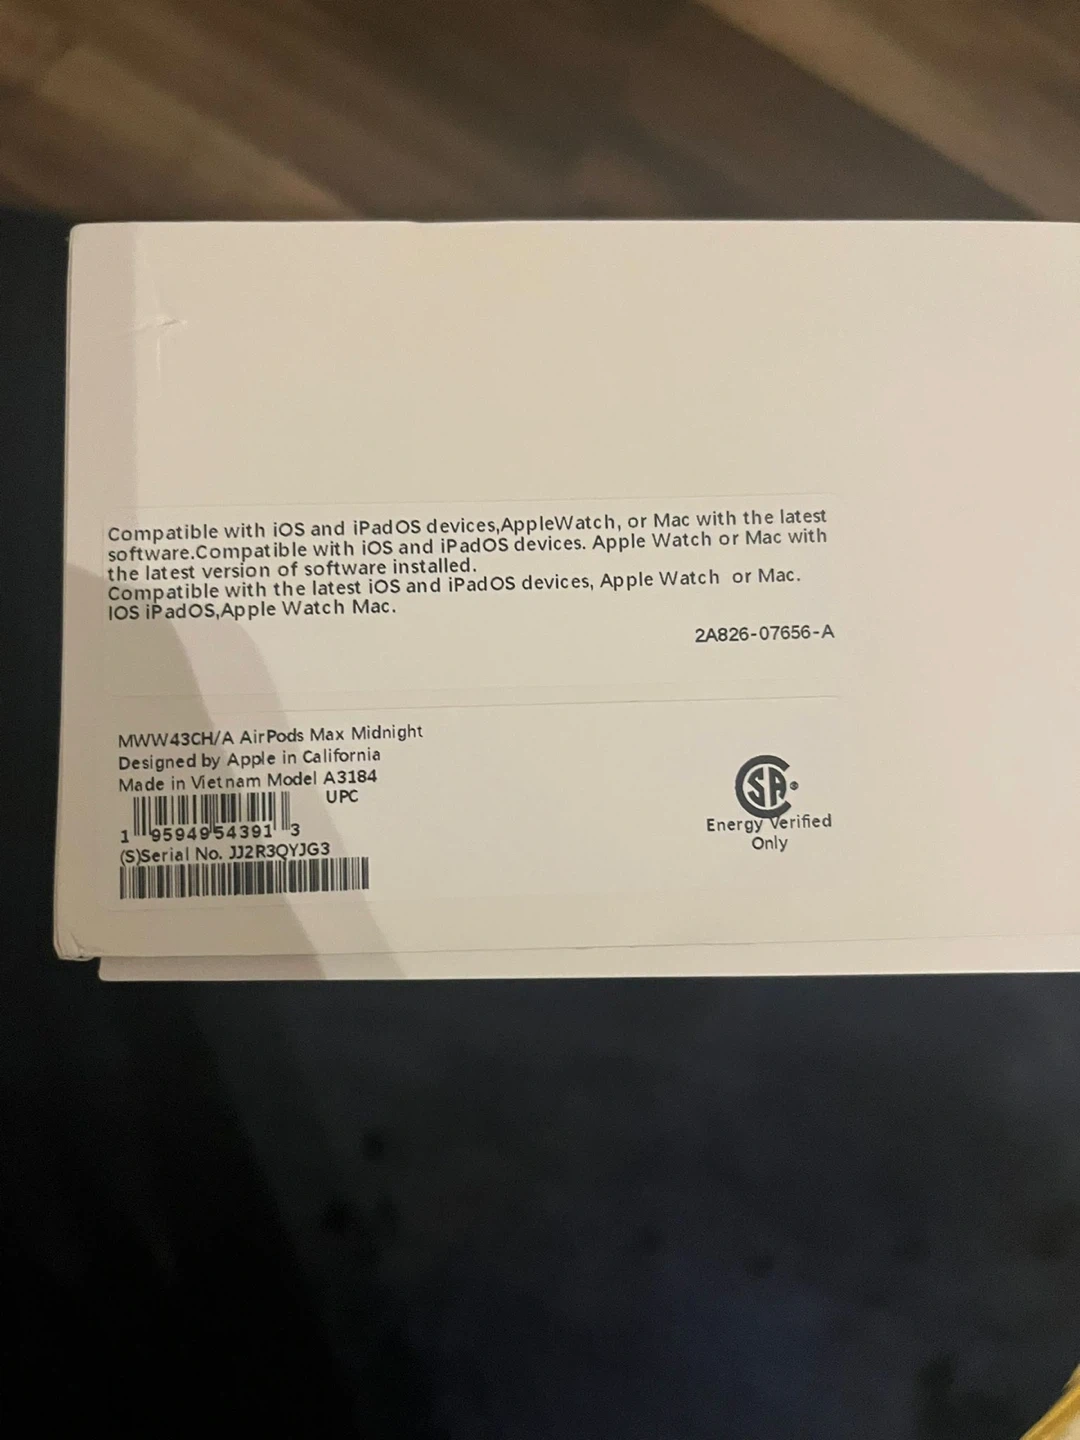 Compatible with iOS and iPadOS devices,AppleWatch, or Mac with the latest
software.Compatible with iOS and iPadOS devices. Apple Watch or Mac with
the latest version of software installed.
Compatible with the latest iOS and iPadOS devices, Apple Watch or Mac.
IOS iPadOS,Apple Watch Mac.
2A826-07656-A
MWW43CH/A AirPods Max Midnight
Designed by Apple in California
Made in Vietnam Model A3184
UPC
1 95949 54391 3
(S)Serial No. JJ2R3QYJG3
SA®
Energy Verified
Only